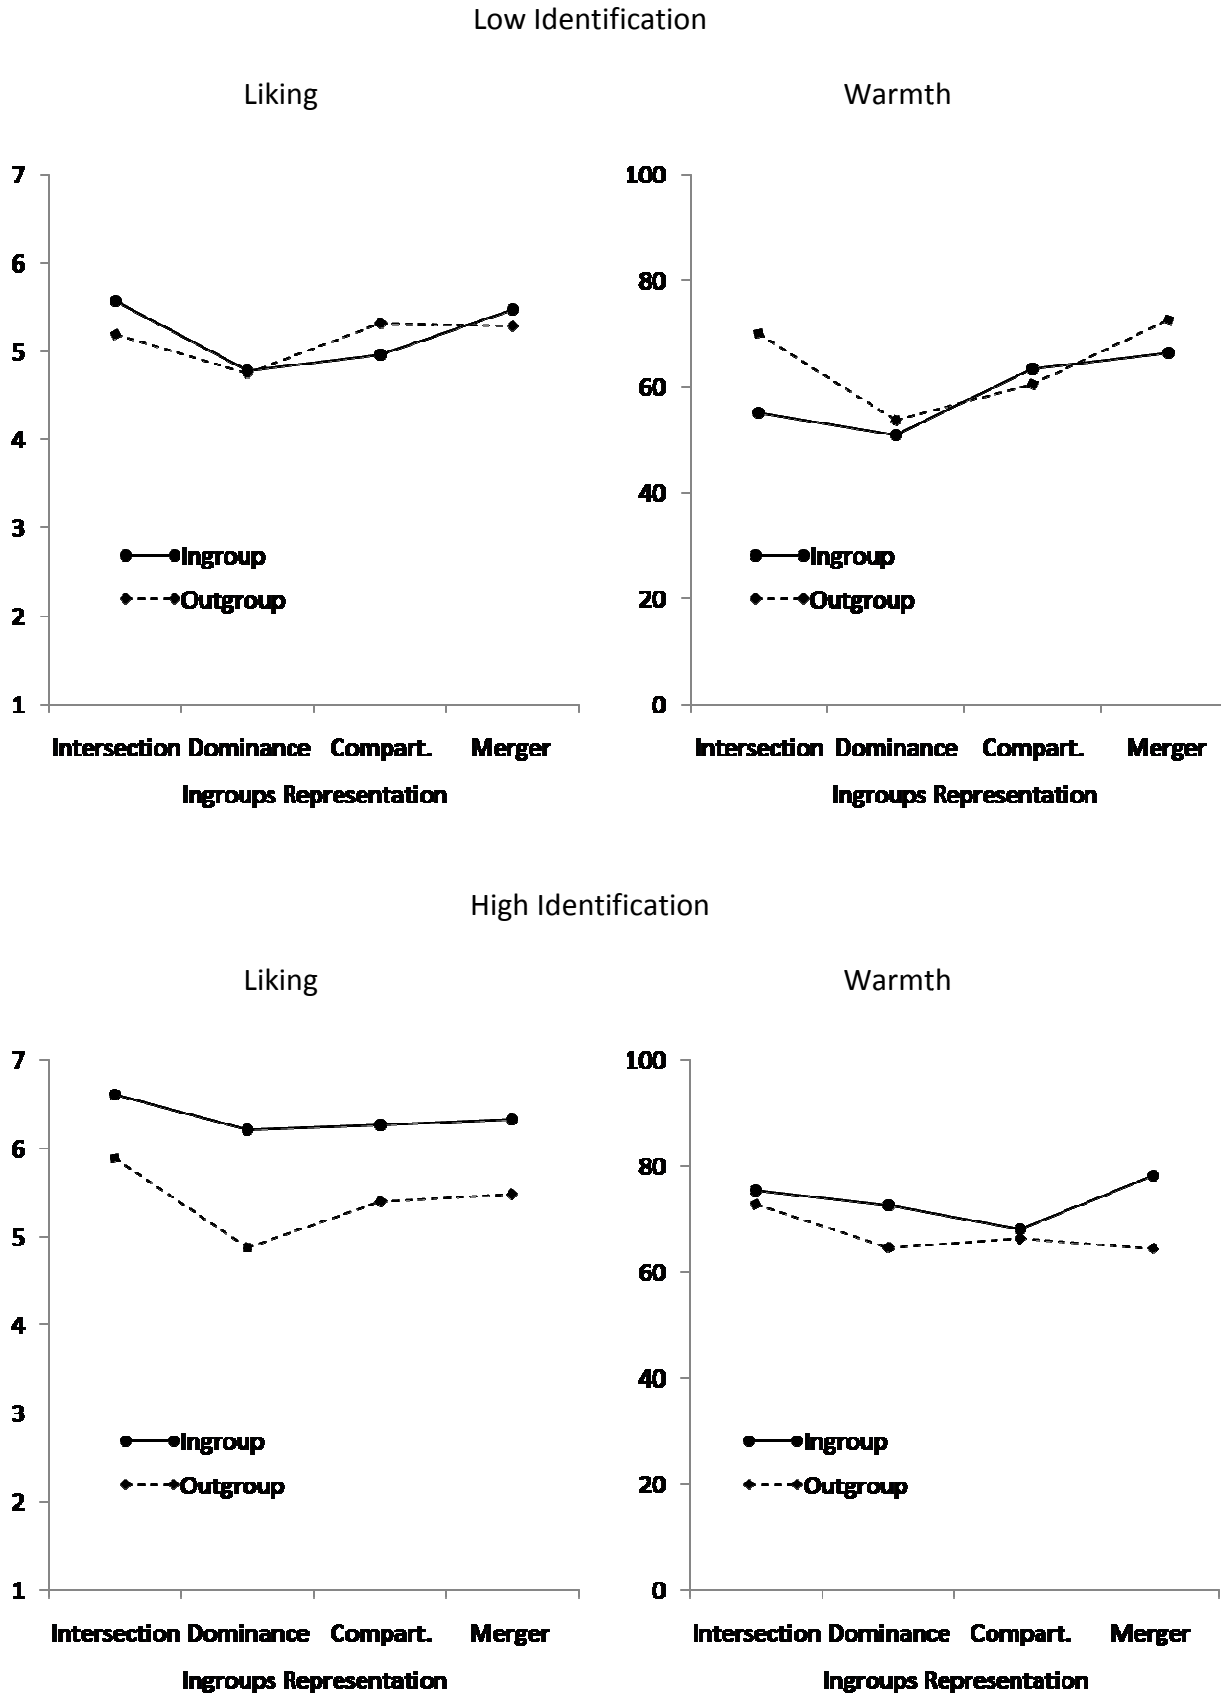 Low Identification
Liking
7
6
5
4
3
2
1
Ingroup
Outgroup
Intersection Dominance Compart. Merger
Ingroups Representation
Warmth
100
80
60
40
20
0
Ingroup
Outgroup
Intersection Dominance Compart. Merger
Ingroups Representation
High Identification
Liking
7
6
5
4
3
2
1
Ingroup
Outgroup
Intersection Dominance Compart. Merger
Ingroups Representation
Warmth
100
80
60
40
20
0
Ingroup
Outgroup
Intersection Dominance Compart. Merger
Ingroups Representation